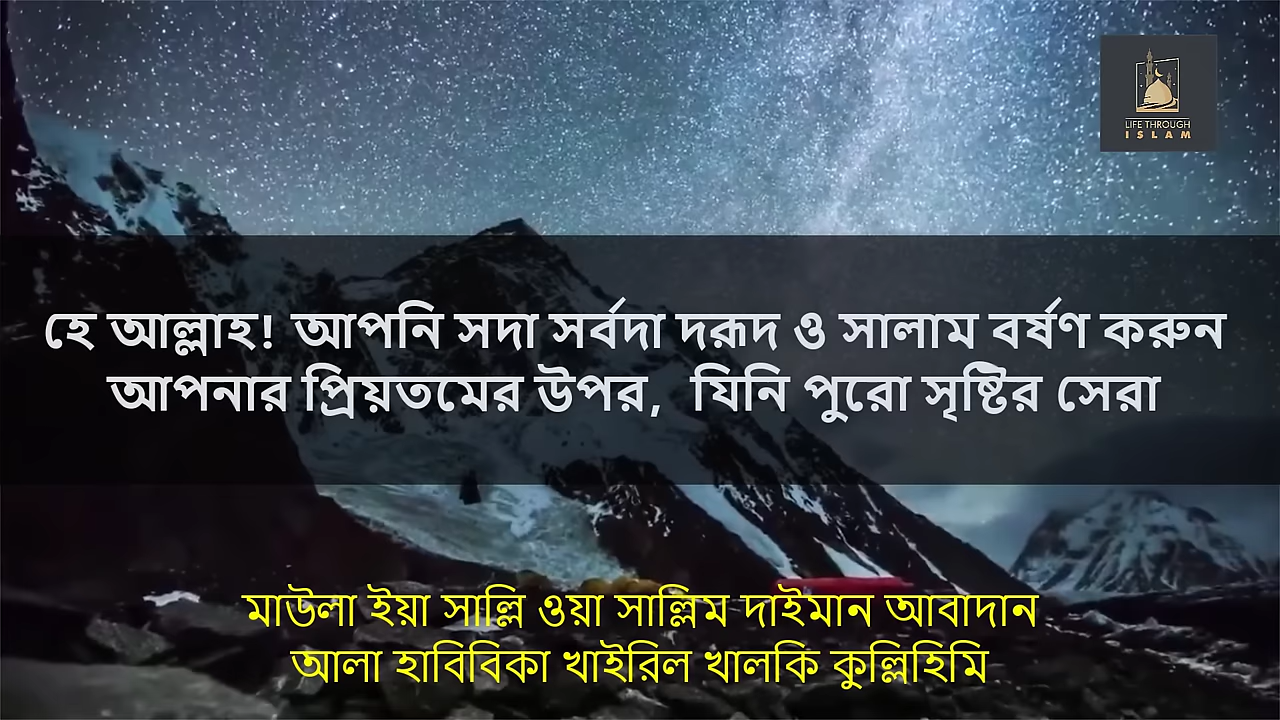 LIFE THROUGH
ISLAM
হে আল্লাহ! আপনি সদা সর্বদা দরূদ ও সালাম বর্ষণ করুন
আপনার প্রিয়তমের উপর, যিনি পুরো সৃষ্টির সেরা
মাউলা ইয়া সাল্লি ওয়া সাল্লিম দাইমান আবাদান
আলা হাবিবিকা খাইরিল খালকি কুল্লিহিমি